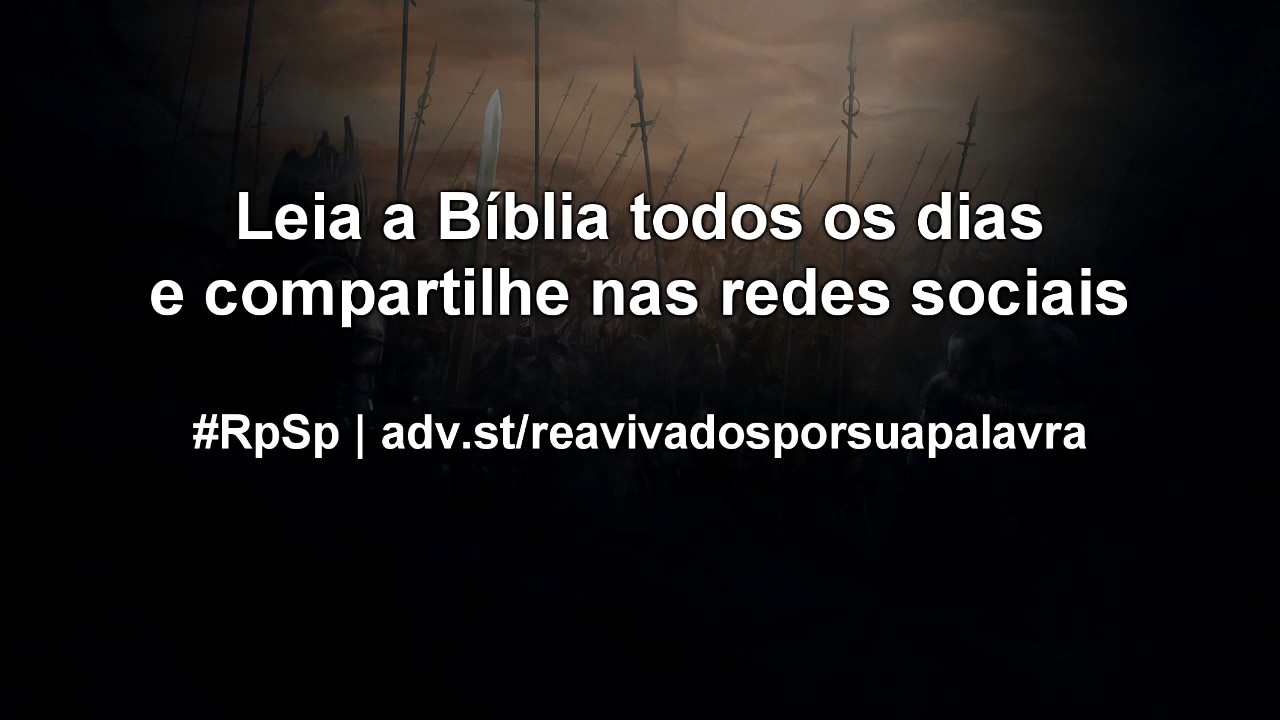 Leia a Bíblia todos os dias
e compartilhe nas redes sociais
#RpSp | adv.st/reavivadosporsuapalavra